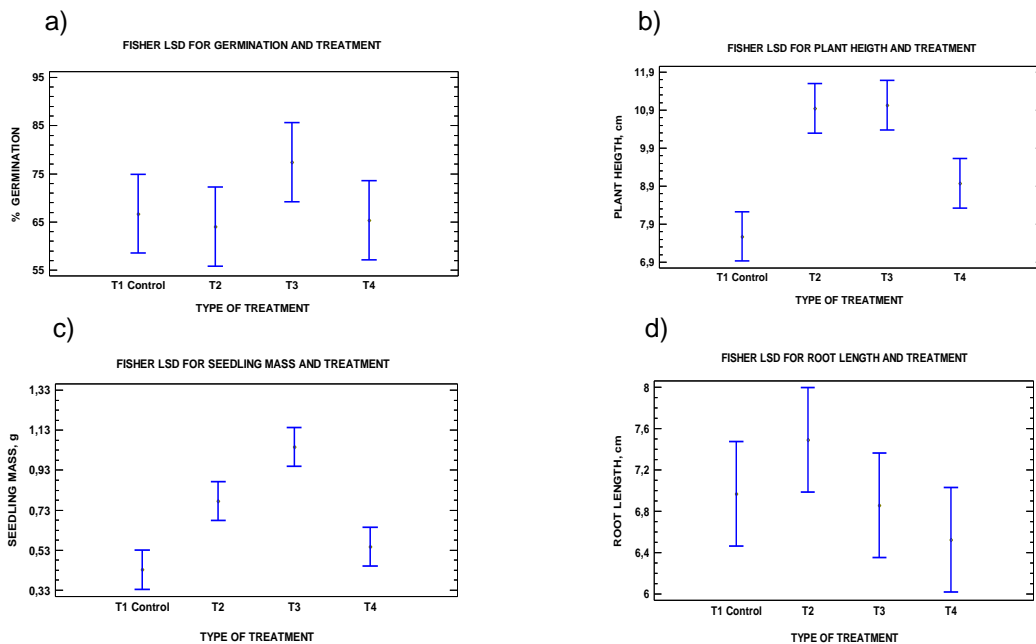 a)
FISHER LSD FOR GERMINATION AND TREATMENT
% GERMINATION
95
85
75
65
55
T1 Control T2 T3 T4
TYPE OF TREATMENT
b)
FISHER LSD FOR PLANT HEIGTH AND TREATMENT
PLANT HEIGTH, cm
11,9
10,9
9,9
8,9
7,9
6,9
T1 Control T2 T3 T4
TYPE OF TREATMENT
c)
FISHER LSD FOR SEEDLING MASS AND TREATMENT
SEEDLING MASS, g
1,33
1,13
0,93
0,73
0,53
0,33
T1 Control T2 T3 T4
TYPE OF TREATMENT
d)
FISHER LSD FOR ROOT LENGTH AND TREATMENT
ROOT LENGTH, cm
8
7,6
7,2
6,8
6,4
6
T1 Control T2 T3 T4
TYPE OF TREATMENT